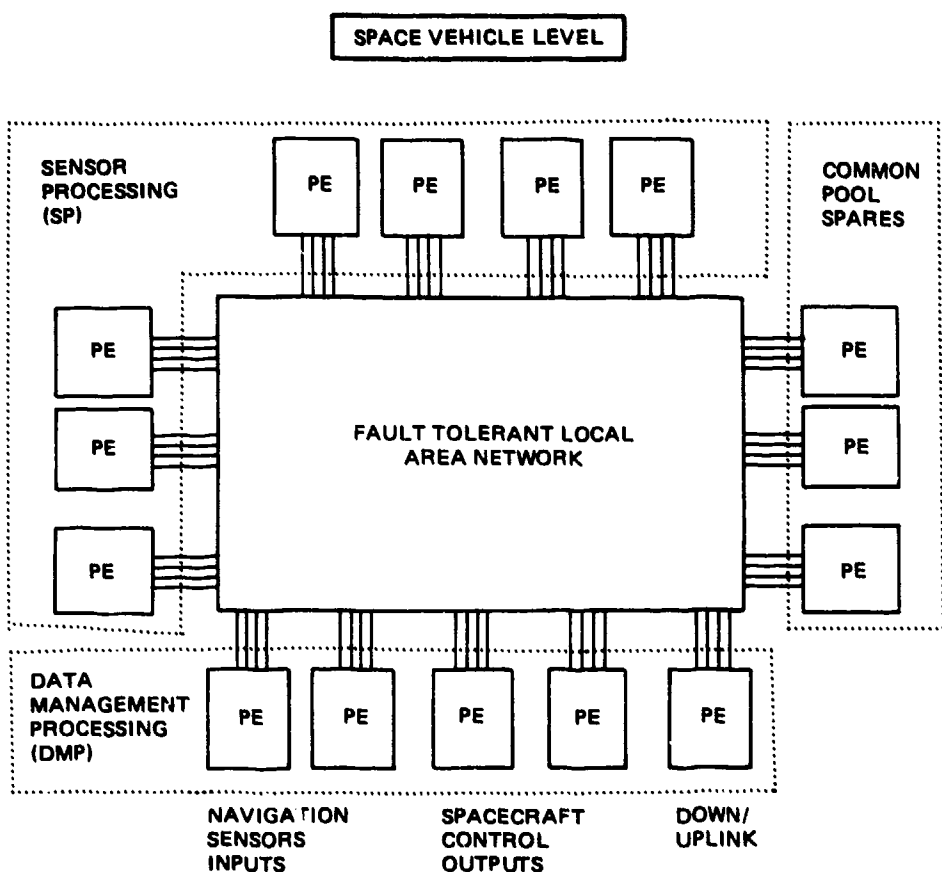 SPACE VEHICLE LEVEL
SENSOR
PROCESSING
(SP)
PE
PE
PE
PE
COMMON
POOL
SPARES
PE
PE
PE
FAULT TOLERANT LOCAL
AREA NETWORK
PE
PE
PE
DATA
MANAGEMENT
PROCESSING
(DMP)
PE
PE
PE
PE
PE
NAVIGATION
SENSORS
INPUTS
SPACECRAFT
CONTROL
OUTPUTS
DOWN/
UPLINK